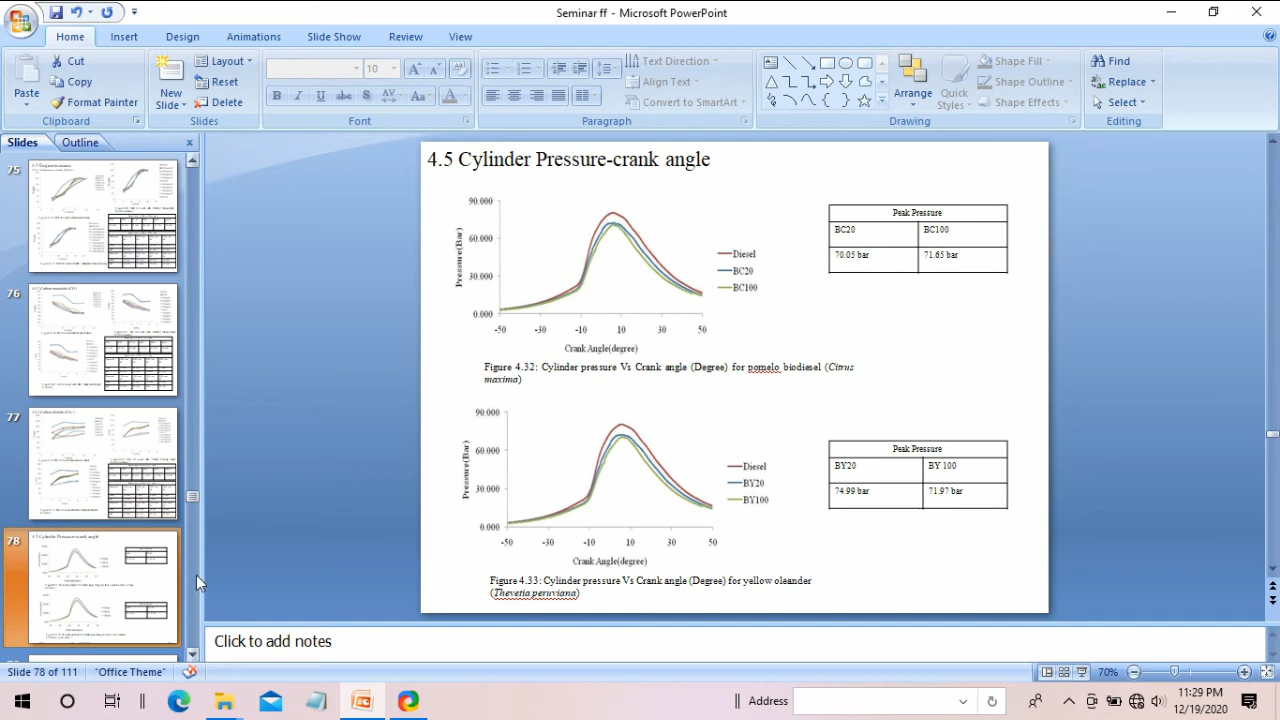 Seminar ff - Microsoft PowerPoint
Home Insert Design Animations Slide Show Review View
Paste
Cut
Copy
Format Painter
Clipboard
New Slide
Layout
Reset
Delete
Slides
10
B I U abc S AV Aa A
Font
Text Direction
Align Text
Convert to SmartArt
Paragraph
Arrange
Quick Styles
Shape Fill
Shape Outline
Shape Effects
Drawing
Find
Replace
Select
Editing
Slides Outline
75
76
77
78
4.5 Cylinder Pressure-crank angle
90.000
60.000
30.000
0.000
Pressure(Bar)
-50 -30 -10 10 30 50
Crank Angle(degree)
Diesel
BC20
BC100
Peak Pressure
BC20 BC100
70.05 bar 71.65 bar
Figure 4.32: Cylinder pressure Vs Crank angle (Degree) for pomelo biodiesel (Citrus
maxima)
90.000
60.000
30.000
0.000
Pressure(Bar)
-50 -30 -10 10 30 50
Crank Angle(degree)
Diesel
BY20
BY100
Peak Pressure
BY20 BY 100
74.99 bar 71.97 bar
Figure 4.33: Cylinder pressure Vs Crank angle (Degree) for yellow oleander
(Thevetia peruviana)
Click to add notes
Slide 78 of 111 "Office Theme" 70%
Address
11:29 PM
12/19/2020